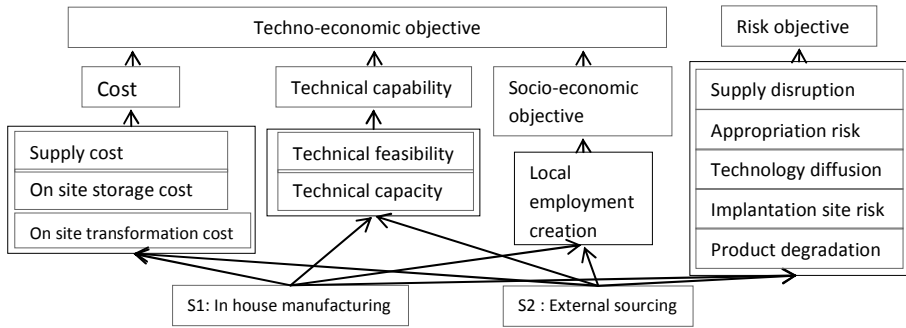 Techno-economic objective
Risk objective
Cost
Technical capability
Socio-economic
objective
Supply cost
On site storage cost
On site transformation cost
Technical feasibility
Technical capacity
Local
employment
creation
Supply disruption
Appropriation risk
Technology diffusion
Implantation site risk
Product degradation
S1: In house manufacturing
S2 : External sourcing